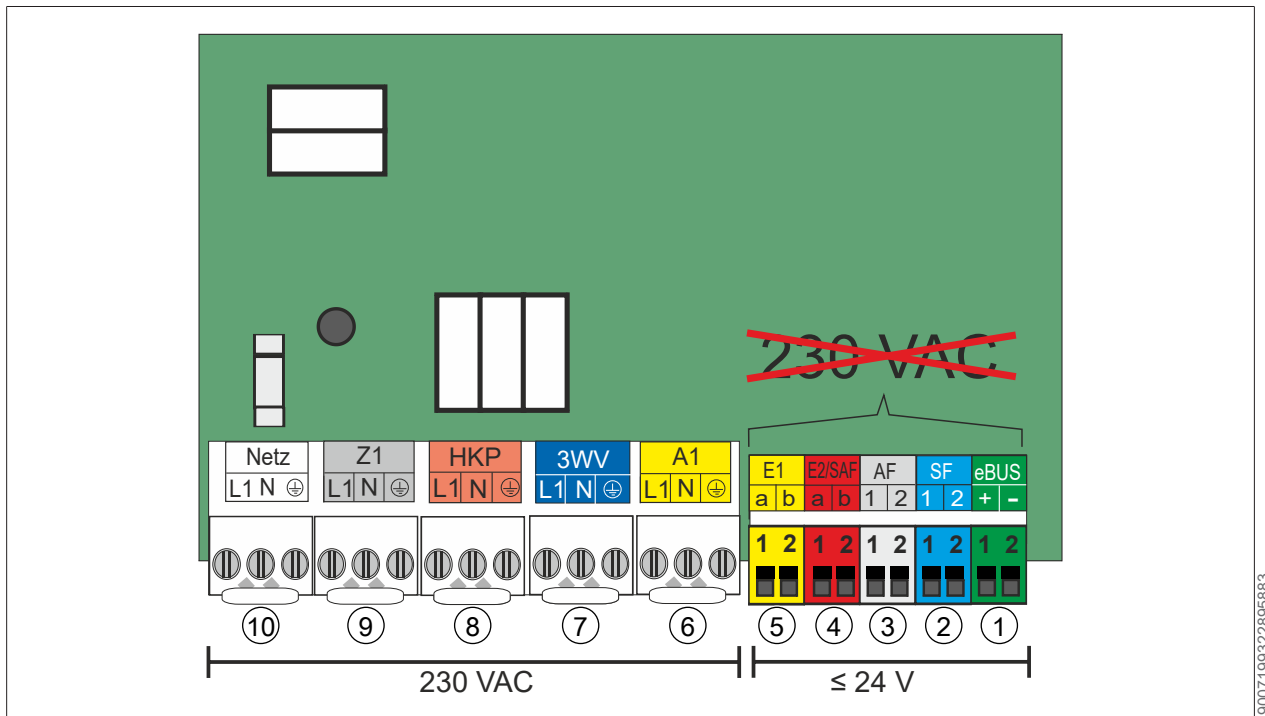 230 VAC
Netz Z1 HKP 3WV A1
L1 N L1 N L1 N L1 N L1 N
E1 E2/SAF AF SF eBUS
a b a b 1 2 1 2 + -
1 2 1 2 1 2 1 2 1 2
10 9 8 7 6 5 4 3 2 1
230 VAC ≤ 24 V
9007199322895883